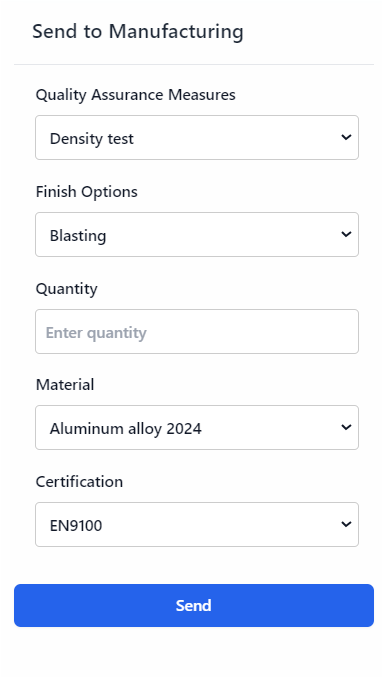 Send to Manufacturing
Quality Assurance Measures
Density test
Finish Options
Blasting
Quantity
Enter quantity
Material
Aluminum alloy 2024
Certification
EN9100
Send